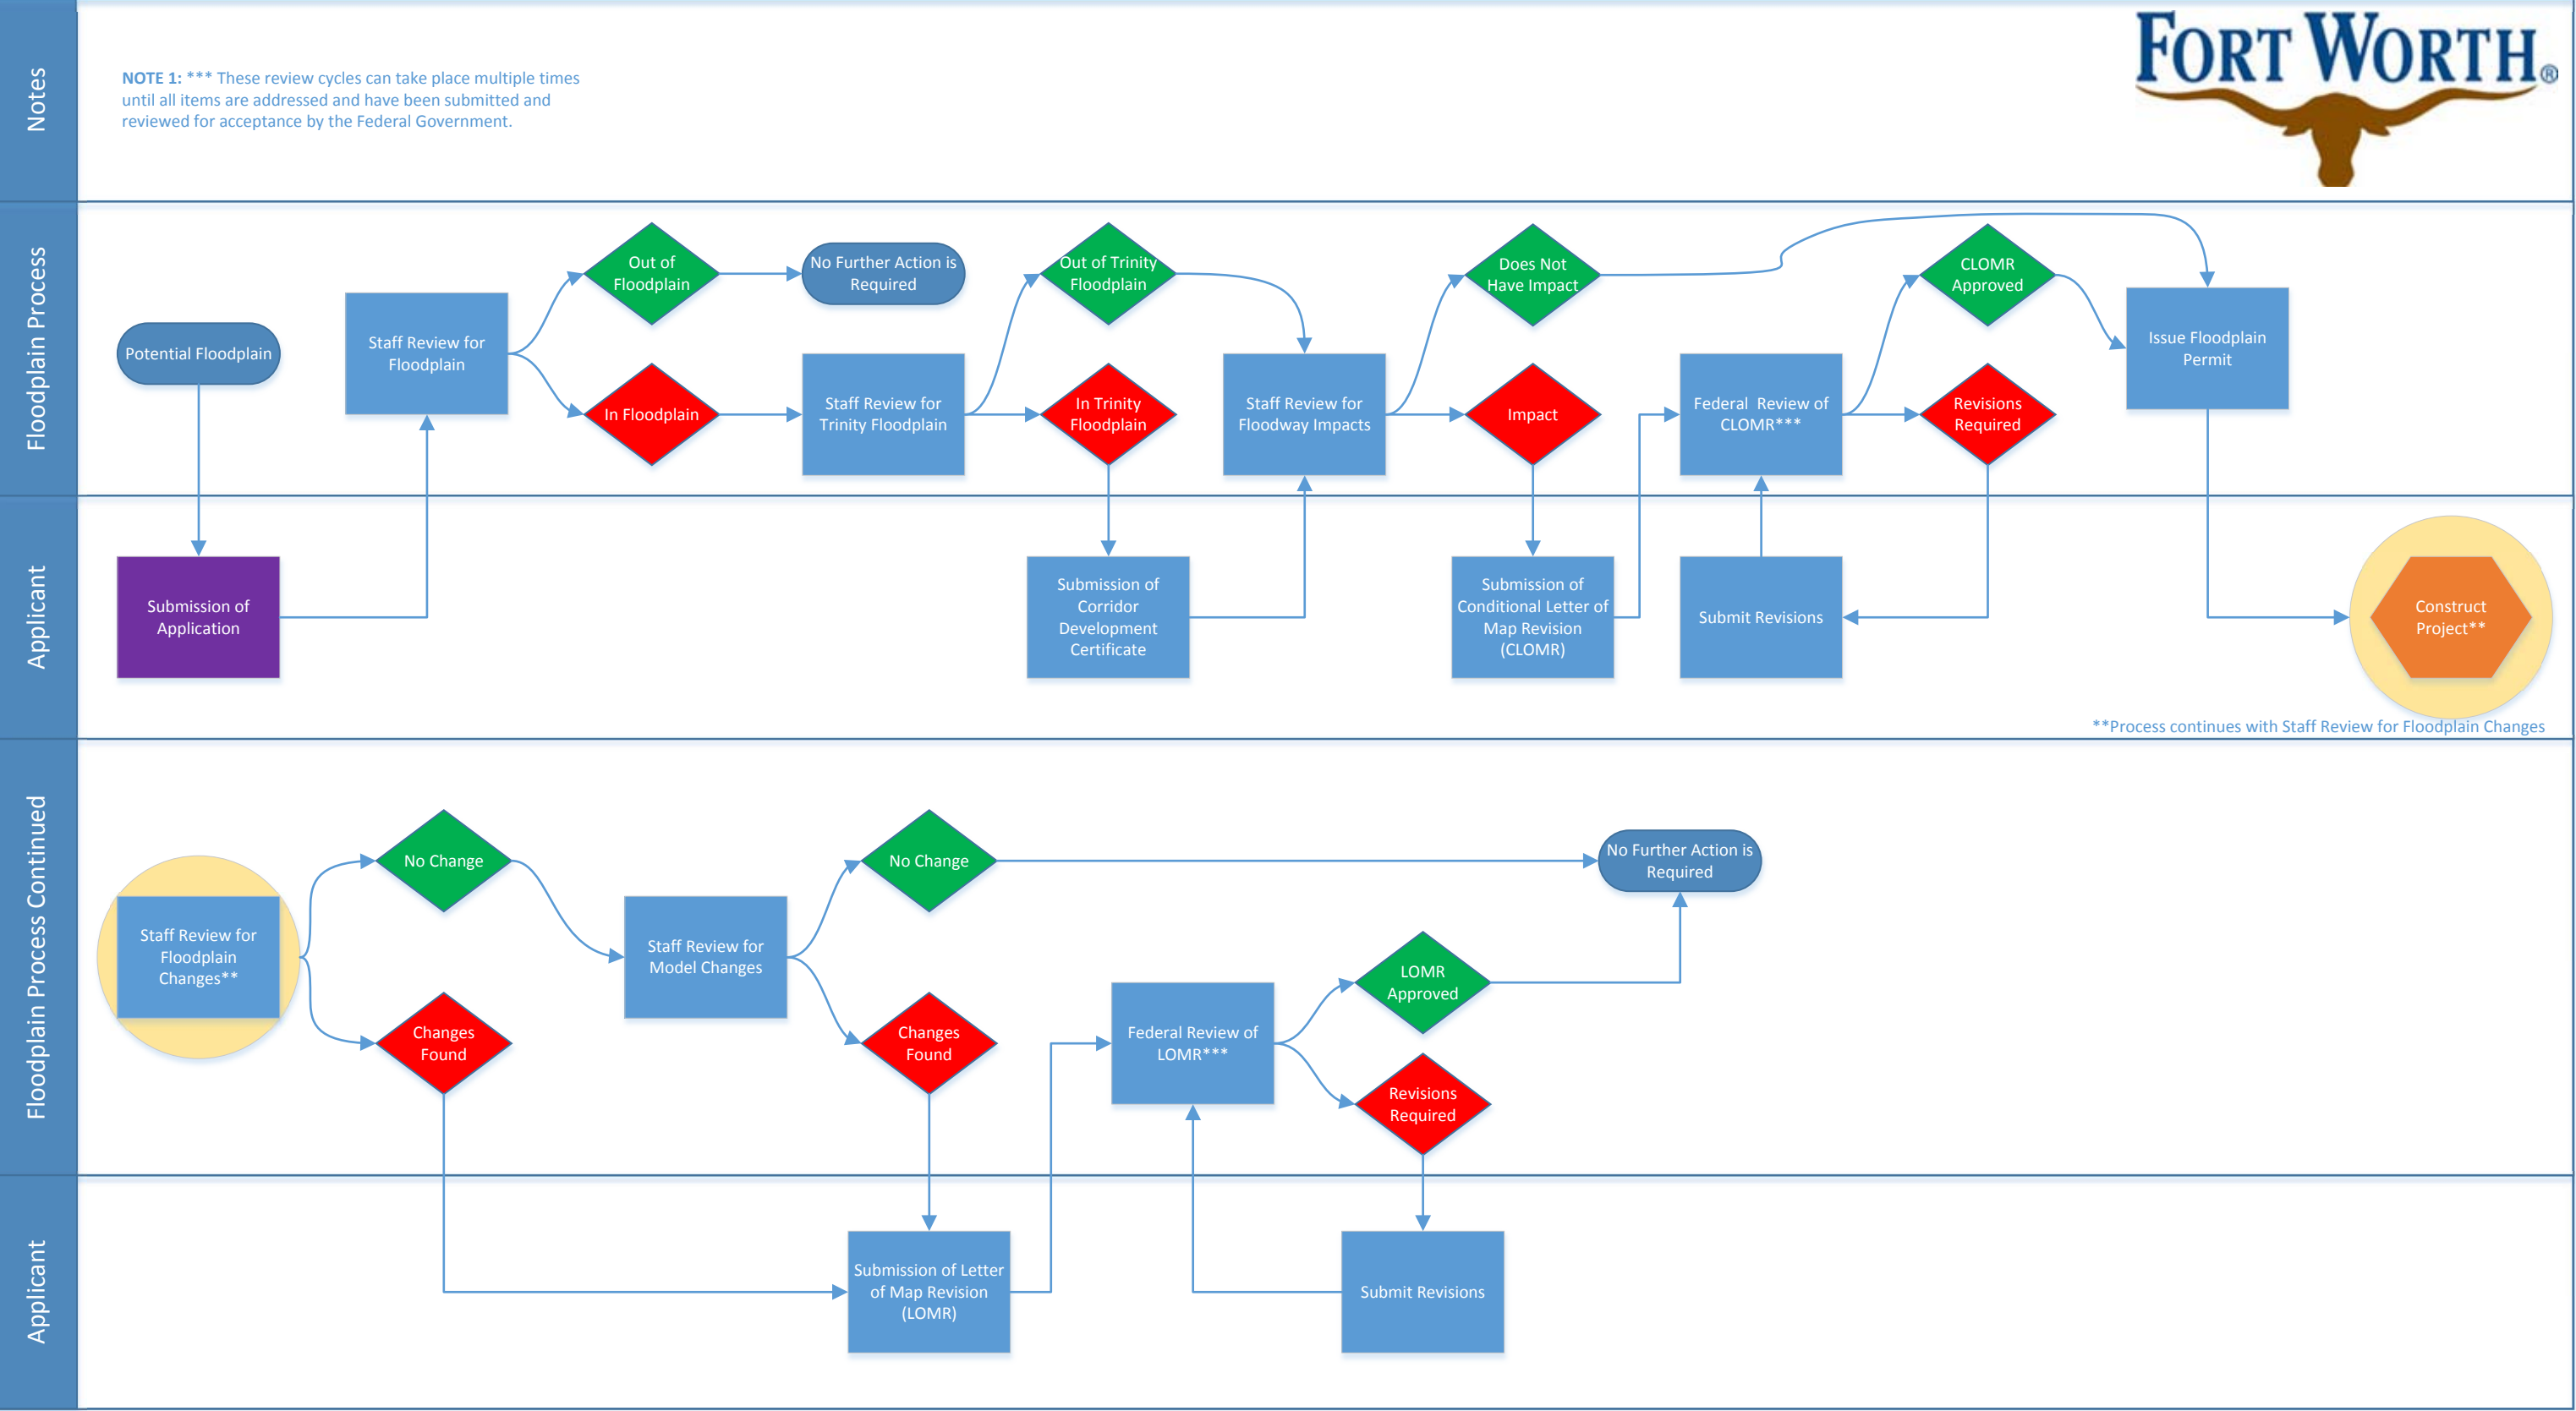 Notes
NOTE 1: *** These review cycles can take place multiple times
until all items are addressed and have been submitted and
reviewed for acceptance by the Federal Government.
FORT WORTH®
Floodplain Process
Potential Floodplain
Staff Review for
Floodplain
Out of
Floodplain
No Further Action is
Required
In Floodplain
Staff Review for
Trinity Floodplain
Out of Trinity
Floodplain
In Trinity
Floodplain
Staff Review for
Floodway Impacts
Does Not
Have Impact
Impact
Federal Review of
CLOMR***
CLOMR
Approved
Revisions
Required
Issue Floodplain
Permit
Applicant
Submission of
Application
Submission of
Corridor
Development
Certificate
Submission of
Conditional Letter of
Map Revision
(CLOMR)
Submit Revisions
Construct
Project**
**Process continues with Staff Review for Floodplain Changes
Floodplain Process Continued
Staff Review for
Floodplain
Changes**
No Change
Changes
Found
Staff Review for
Model Changes
No Change
Changes
Found
Federal Review of
LOMR***
LOMR
Approved
Revisions
Required
No Further Action is
Required
Applicant
Submission of Letter
of Map Revision
(LOMR)
Submit Revisions